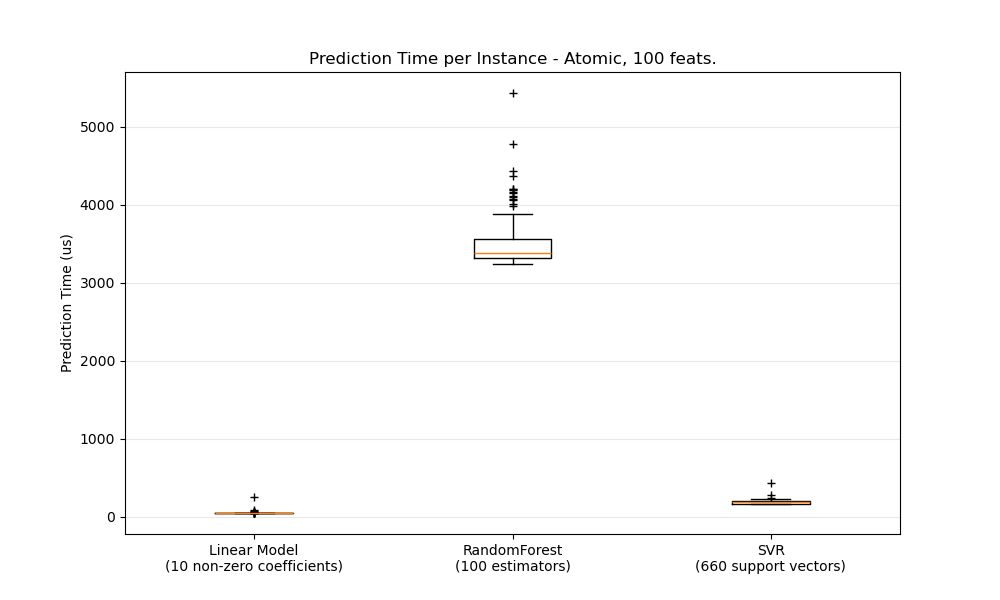 Prediction Time per Instance - Atomic, 100 feats.
Prediction Time (us)
5000
4000
3000
2000
1000
0
Linear Model
(10 non-zero coefficients)
RandomForest
(100 estimators)
SVR
(660 support vectors)